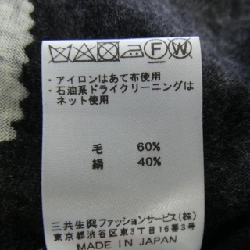 F W
・アイロンはあて布使用
・石油系ドライクリーニングは
ネット使用
毛 60%
絹 40%
三共生興ファッションサービス(株)
東京都渋谷区東3丁目16番3号
MADE IN JAPAN